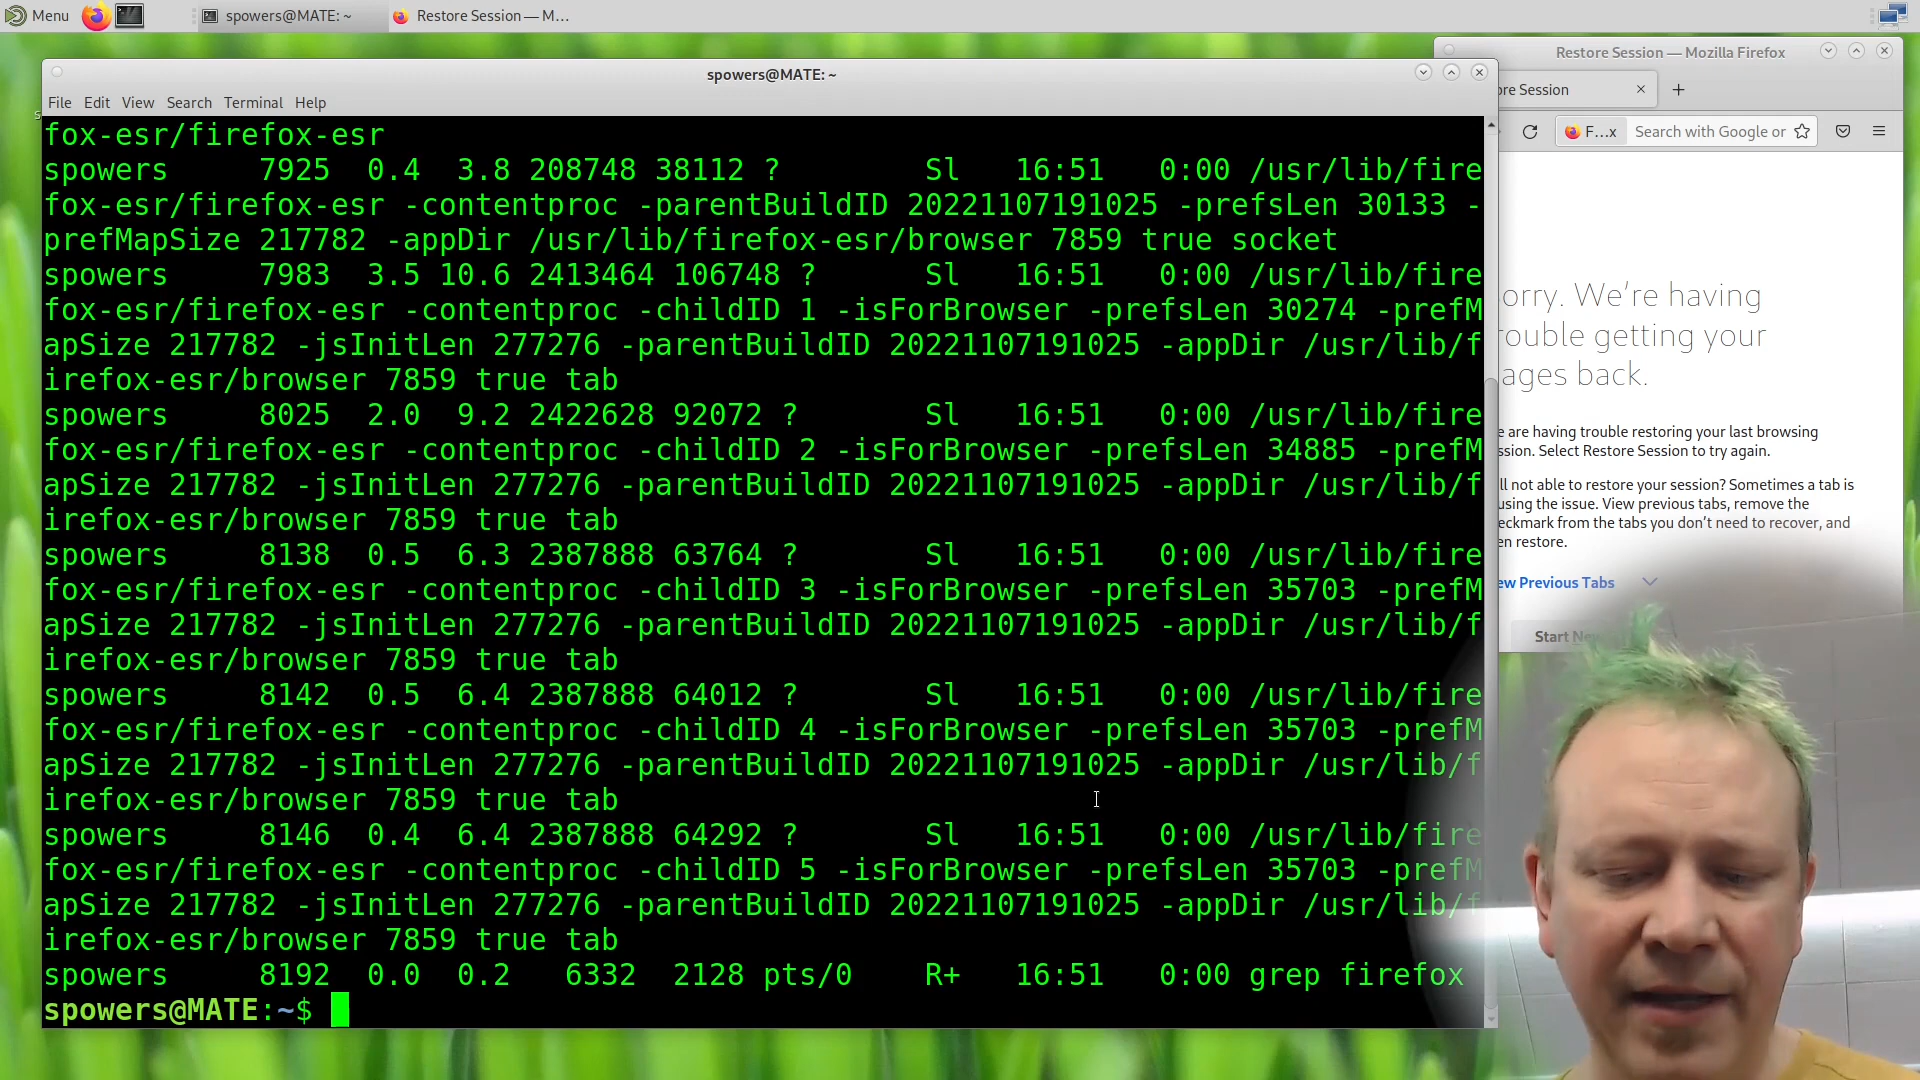 Menu
spowers@MATE: ~
Restore Session — M...
Restore Session — Mozilla Firefox
spowers@MATE: ~
ore Session
File Edit View Search Terminal Help
F...x
Search with Google or
fox-esr/firefox-esr
spowers 7925 0.4 3.8 208748 38112 ? Sl 16:51 0:00 /usr/lib/fire
fox-esr/firefox-esr -contentproc -parentBuildID 20221107191025 -prefsLen 30133 -
prefMapSize 217782 -appDir /usr/lib/firefox-esr/browser 7859 true socket
spowers 7983 3.5 10.6 2413464 106748 ? Sl 16:51 0:00 /usr/lib/fire
fox-esr/firefox-esr -contentproc -childID 1 -isForBrowser -prefsLen 30274 -prefM
apSize 217782 -jsInitLen 277276 -parentBuildID 20221107191025 -appDir /usr/lib/f
irefox-esr/browser 7859 true tab
spowers 8025 2.0 9.2 2422628 92072 ? Sl 16:51 0:00 /usr/lib/fire
fox-esr/firefox-esr -contentproc -childID 2 -isForBrowser -prefsLen 34885 -prefM
apSize 217782 -jsInitLen 277276 -parentBuildID 20221107191025 -appDir /usr/lib/f
irefox-esr/browser 7859 true tab
spowers 8138 0.5 6.3 2387888 63764 ? Sl 16:51 0:00 /usr/lib/fire
fox-esr/firefox-esr -contentproc -childID 3 -isForBrowser -prefsLen 35703 -prefM
apSize 217782 -jsInitLen 277276 -parentBuildID 20221107191025 -appDir /usr/lib/f
irefox-esr/browser 7859 true tab
spowers 8142 0.5 6.4 2387888 64012 ? Sl 16:51 0:00 /usr/lib/fire
fox-esr/firefox-esr -contentproc -childID 4 -isForBrowser -prefsLen 35703 -prefM
apSize 217782 -jsInitLen 277276 -parentBuildID 20221107191025 -appDir /usr/lib/f
irefox-esr/browser 7859 true tab
spowers 8146 0.4 6.4 2387888 64292 ? Sl 16:51 0:00 /usr/lib/fire
fox-esr/firefox-esr -contentproc -childID 5 -isForBrowser -prefsLen 35703 -prefM
apSize 217782 -jsInitLen 277276 -parentBuildID 20221107191025 -appDir /usr/lib/f
irefox-esr/browser 7859 true tab
spowers 8192 0.0 0.2 6332 2128 pts/0 R+ 16:51 0:00 grep firefox
spowers@MATE:~$
orry. We're having
rouble getting your
ages back.
e are having trouble restoring your last browsing
ssion. Select Restore Session to try again.
ll not able to restore your session? Sometimes a tab is
using the issue. View previous tabs, remove the
eckmark from the tabs you don't need to recover, and
en restore.
ew Previous Tabs
Start Ne